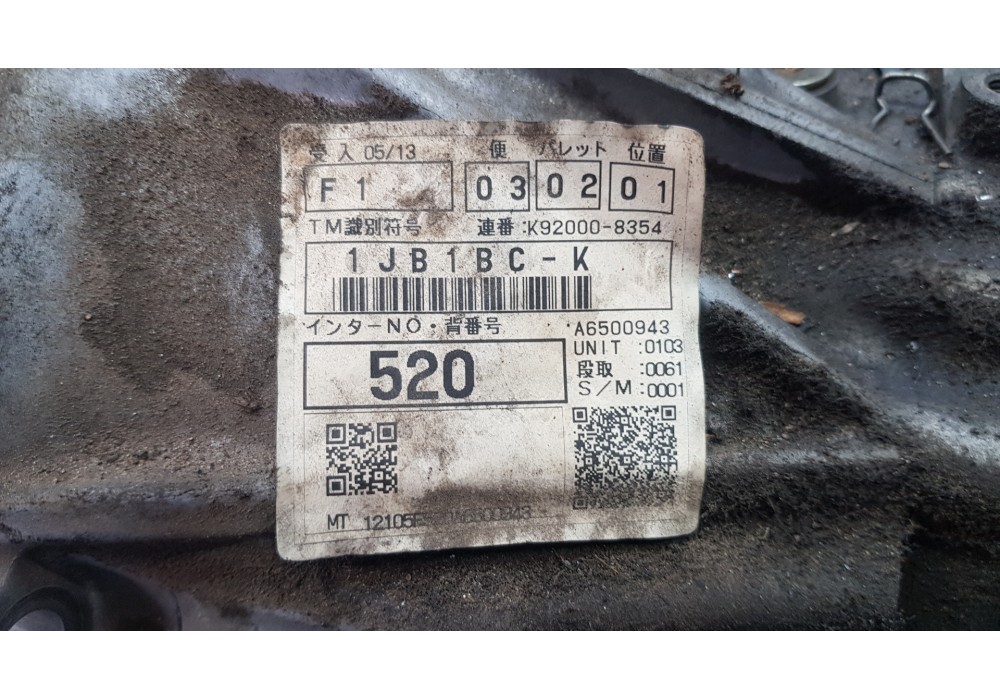 受入 05/13 便 パレット 位置
F1 03 02 01
TM識別符号 連番:K92000-8354
1JB1BC-K
インターNO・背番号 A6500943
520
UNIT :0103
段取 :0061
S/M :0001
MT